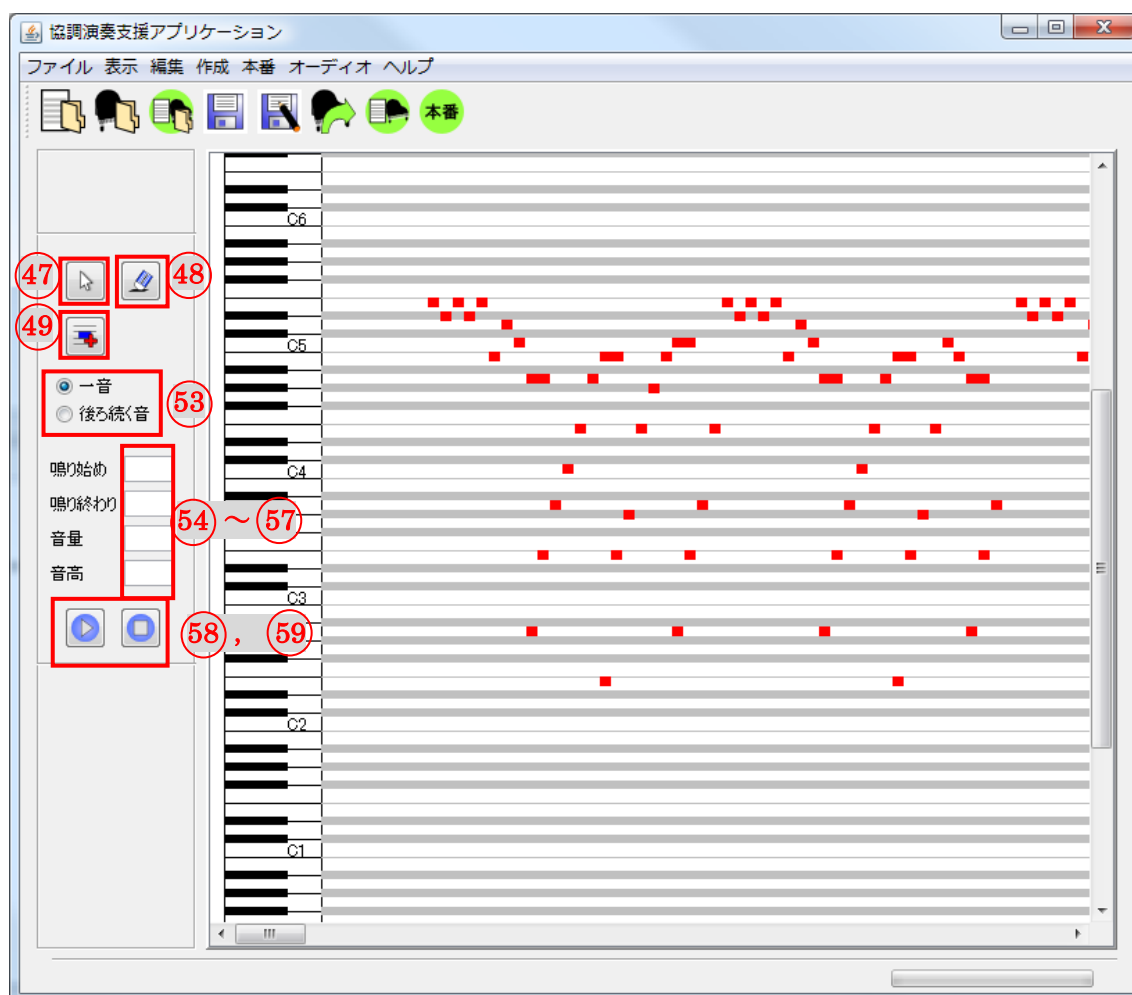 協調演奏支援アプリケーション
ファイル 表示 編集 作成 本番 オーディオ ヘルプ
本番
C6
47
48
49
C5
一音
後ろ続く音
53
鳴り始め
C4
鳴り終わり
54 ～ 57
音量
音高
C3
58 , 59
C2
C1